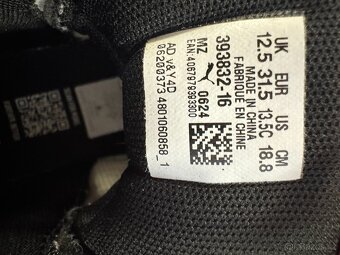 UK EUR US CM
12.5 31.5 13.5C 18.8
MADE IN CHINA
FABRIQUÉ EN CHINE
393832-16
0624
MZ
EAN:4067979393300
AD v&Y4D
06200373 4801060858_1